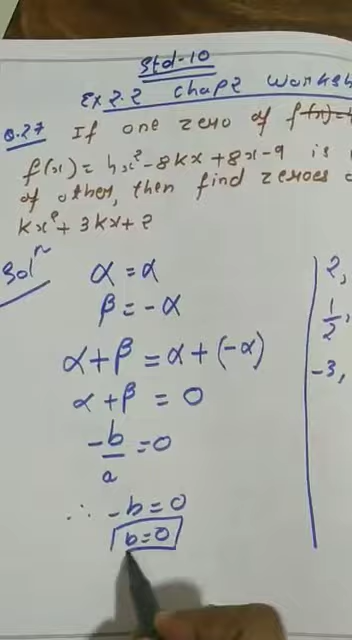 Std-10
Ex 2.2 Chap 2 Worksh
Q.27 If one zero of f(x)=4
f(x) = 4x² - 8kx + 8x - 9 is
of other, then find zeroes
kx² + 3kx + 2
Solⁿ
α = α
β = -α
α + β = α + (-α)
α + β = 0
-b/a = 0
∴ -b = 0
b = 0
2,
1/2,
-3,